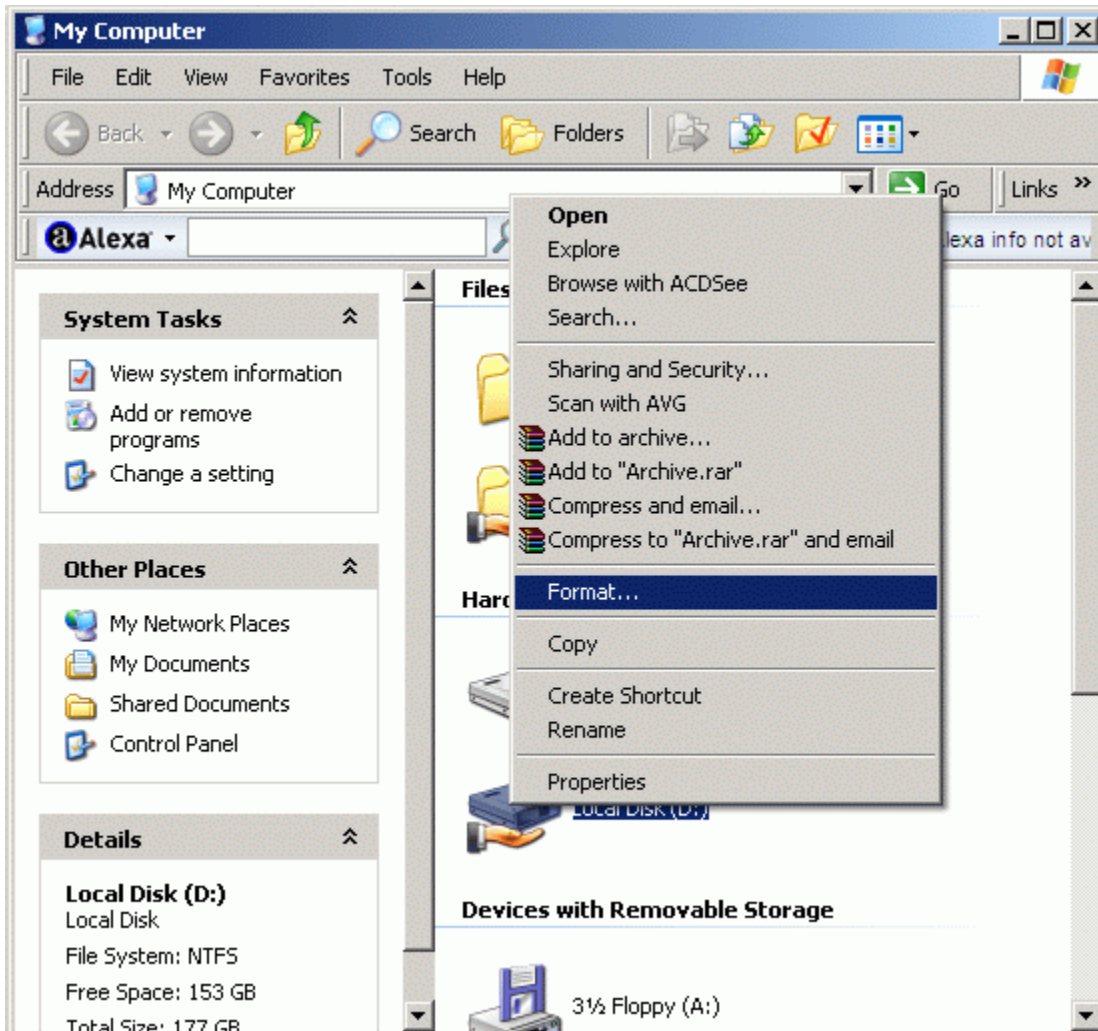 My Computer
File Edit View Favorites Tools Help
Back Search Folders
Address My Computer Go Links »
Alexa info not av
Open
Explore
Browse with ACDSee
Search...
Sharing and Security...
Scan with AVG
Add to archive...
Add to "Archive.rar"
Compress and email...
Compress to "Archive.rar" and email
Format...
Copy
Create Shortcut
Rename
Properties
System Tasks
View system information
Add or remove
programs
Change a setting
Other Places
My Network Places
My Documents
Shared Documents
Control Panel
Details
Local Disk (D:)
Local Disk
File System: NTFS
Free Space: 153 GB
Total Size: 177 GB
Files
Hard
Local Disk (D:)
Devices with Removable Storage
3½ Floppy (A:)